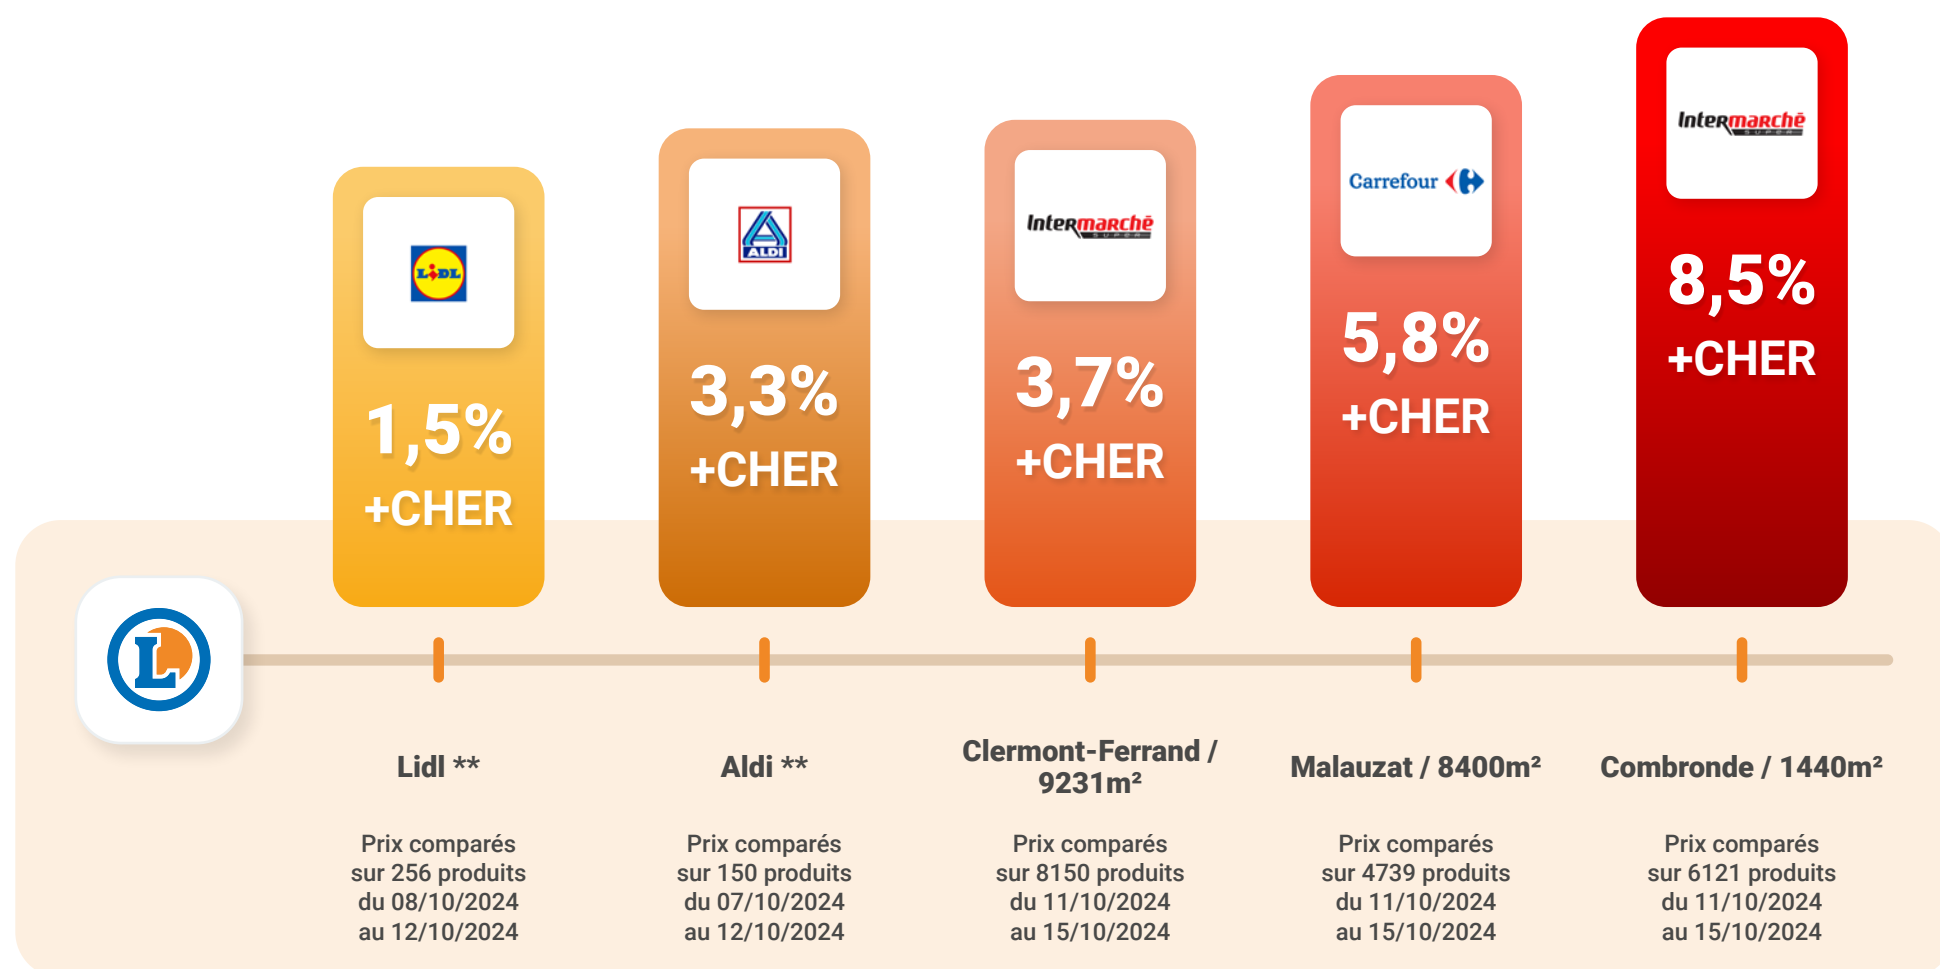 LIDL
1,5%
+CHER
ALDI
3,3%
+CHER
Intermarchē
SUPER
3,7%
+CHER
Carrefour
5,8%
+CHER
Intermarchē
SUPER
8,5%
+CHER
L
Lidl **
Prix comparés
sur 256 produits
du 08/10/2024
au 12/10/2024
Aldi **
Prix comparés
sur 150 produits
du 07/10/2024
au 12/10/2024
Clermont-Ferrand /
9231m²
Prix comparés
sur 8150 produits
du 11/10/2024
au 15/10/2024
Malauzat / 8400m²
Prix comparés
sur 4739 produits
du 11/10/2024
au 15/10/2024
Combronde / 1440m²
Prix comparés
sur 6121 produits
du 11/10/2024
au 15/10/2024